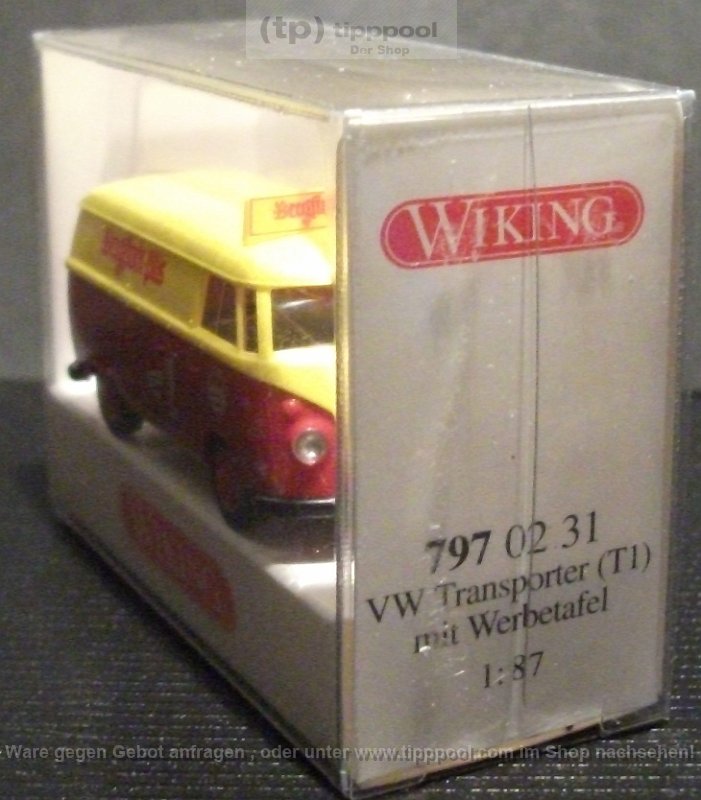 (tp) tipppool
Der Shop
WIKING
797 02 31
VW Transporter (T1)
mit Werbetafel
1:87
Ware gegen Gebot anfragen , oder unter www.tipppool.com im Shop nachsehen!